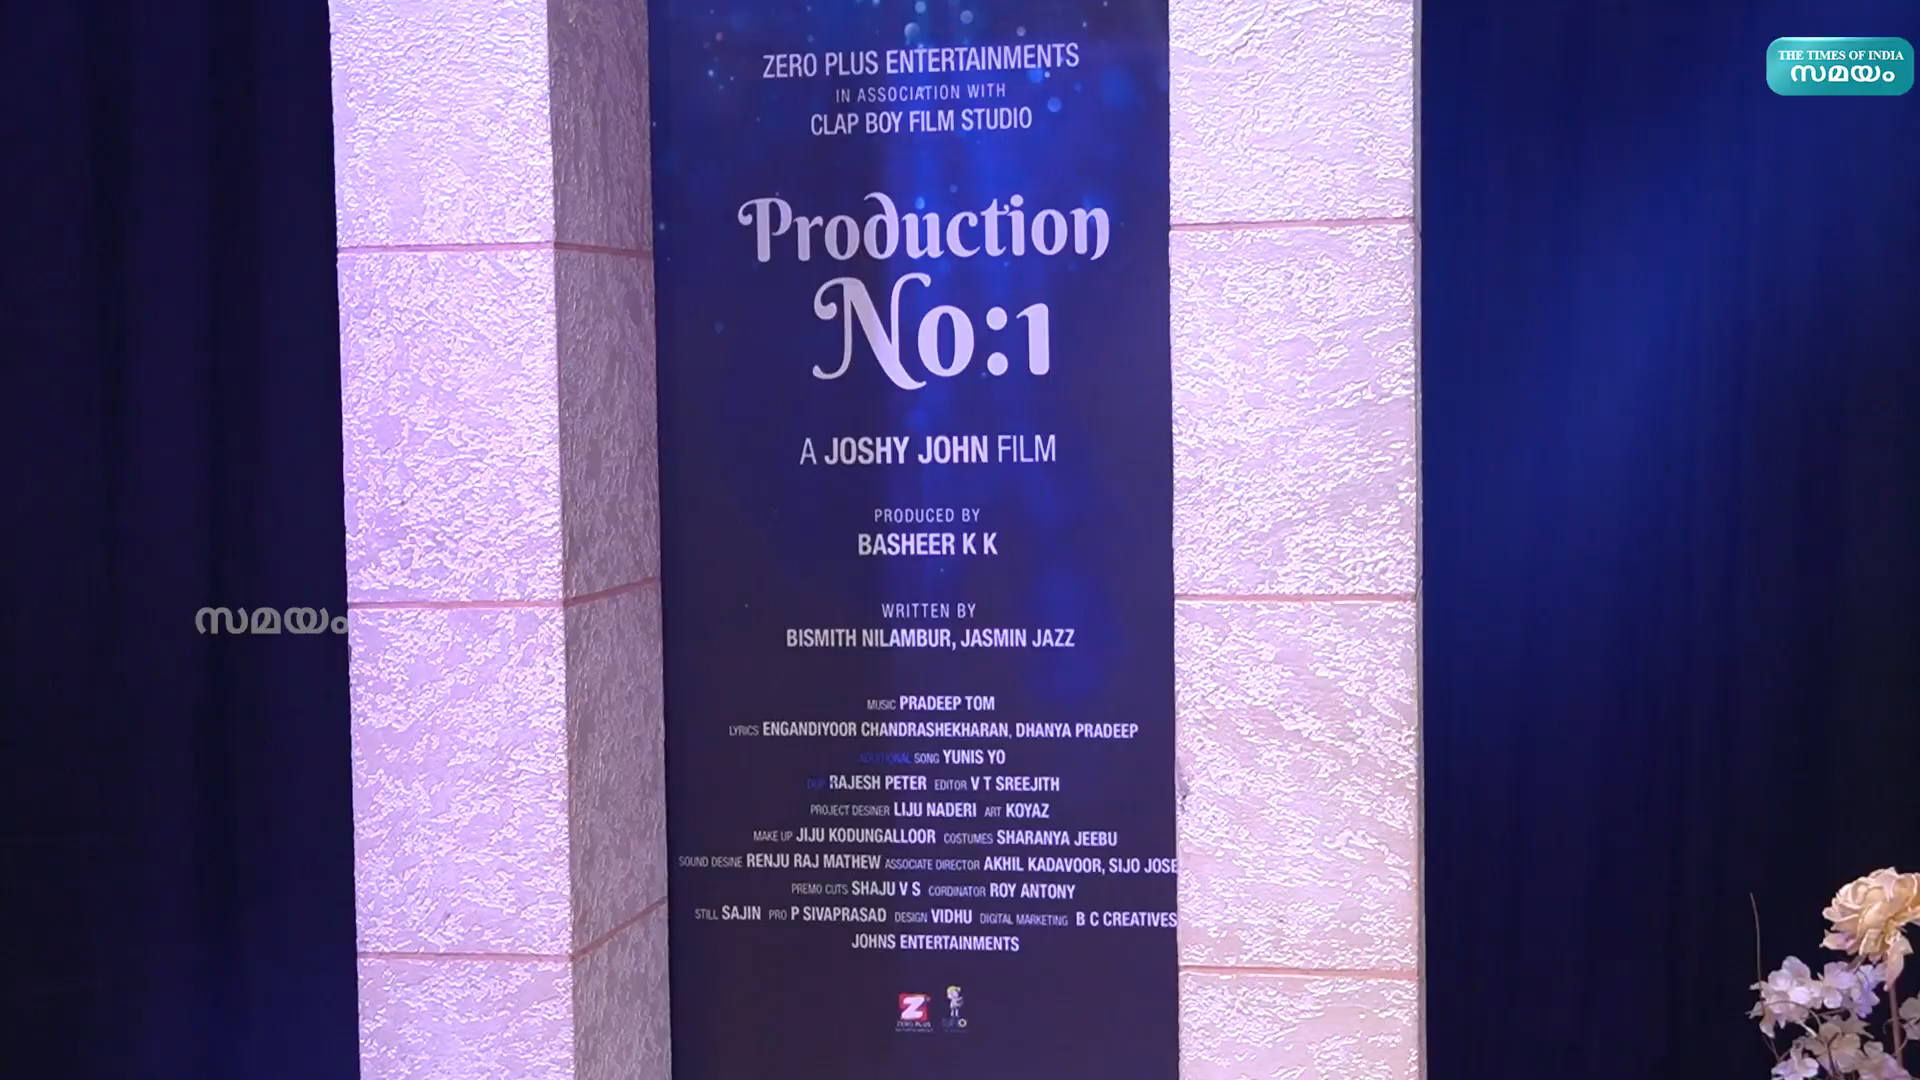 THE TIMES OF INDIA
സമയം
ZERO PLUS ENTERTAINMENTS
IN ASSOCIATION WITH
CLAP BOY FILM STUDIO
Production
No:1
A JOSHY JOHN FILM
PRODUCED BY
BASHEER K K
WRITTEN BY
BISMITH NILAMBUR, JASMIN JAZZ
സമയം
MUSIC PRADEEP TOM
LYRICS ENGANDIYOOR CHANDRASHEKHARAN, DHANYA PRADEEP
ADDITIONAL SONG YUNIS YO
DOP RAJESH PETER EDITOR V T SREEJITH
PROJECT DESINER LIJU NADERI ART KOYAZ
MAKE UP JIJU KODUNGALLOOR COSTUMES SHARANYA JEEBU
SOUND DESINE RENJU RAJ MATHEW ASSOCIATE DIRECTOR AKHIL KADAVOOR, SIJO JOSE
PREMO CUTS SHAJU V S CORDINATOR ROY ANTONY
STILL SAJIN PRO P SIVAPRASAD DESIGN VIDHU DIGITAL MARKETING B C CREATIVES
JOHNS ENTERTAINMENTS
Z
ZERO PLUS